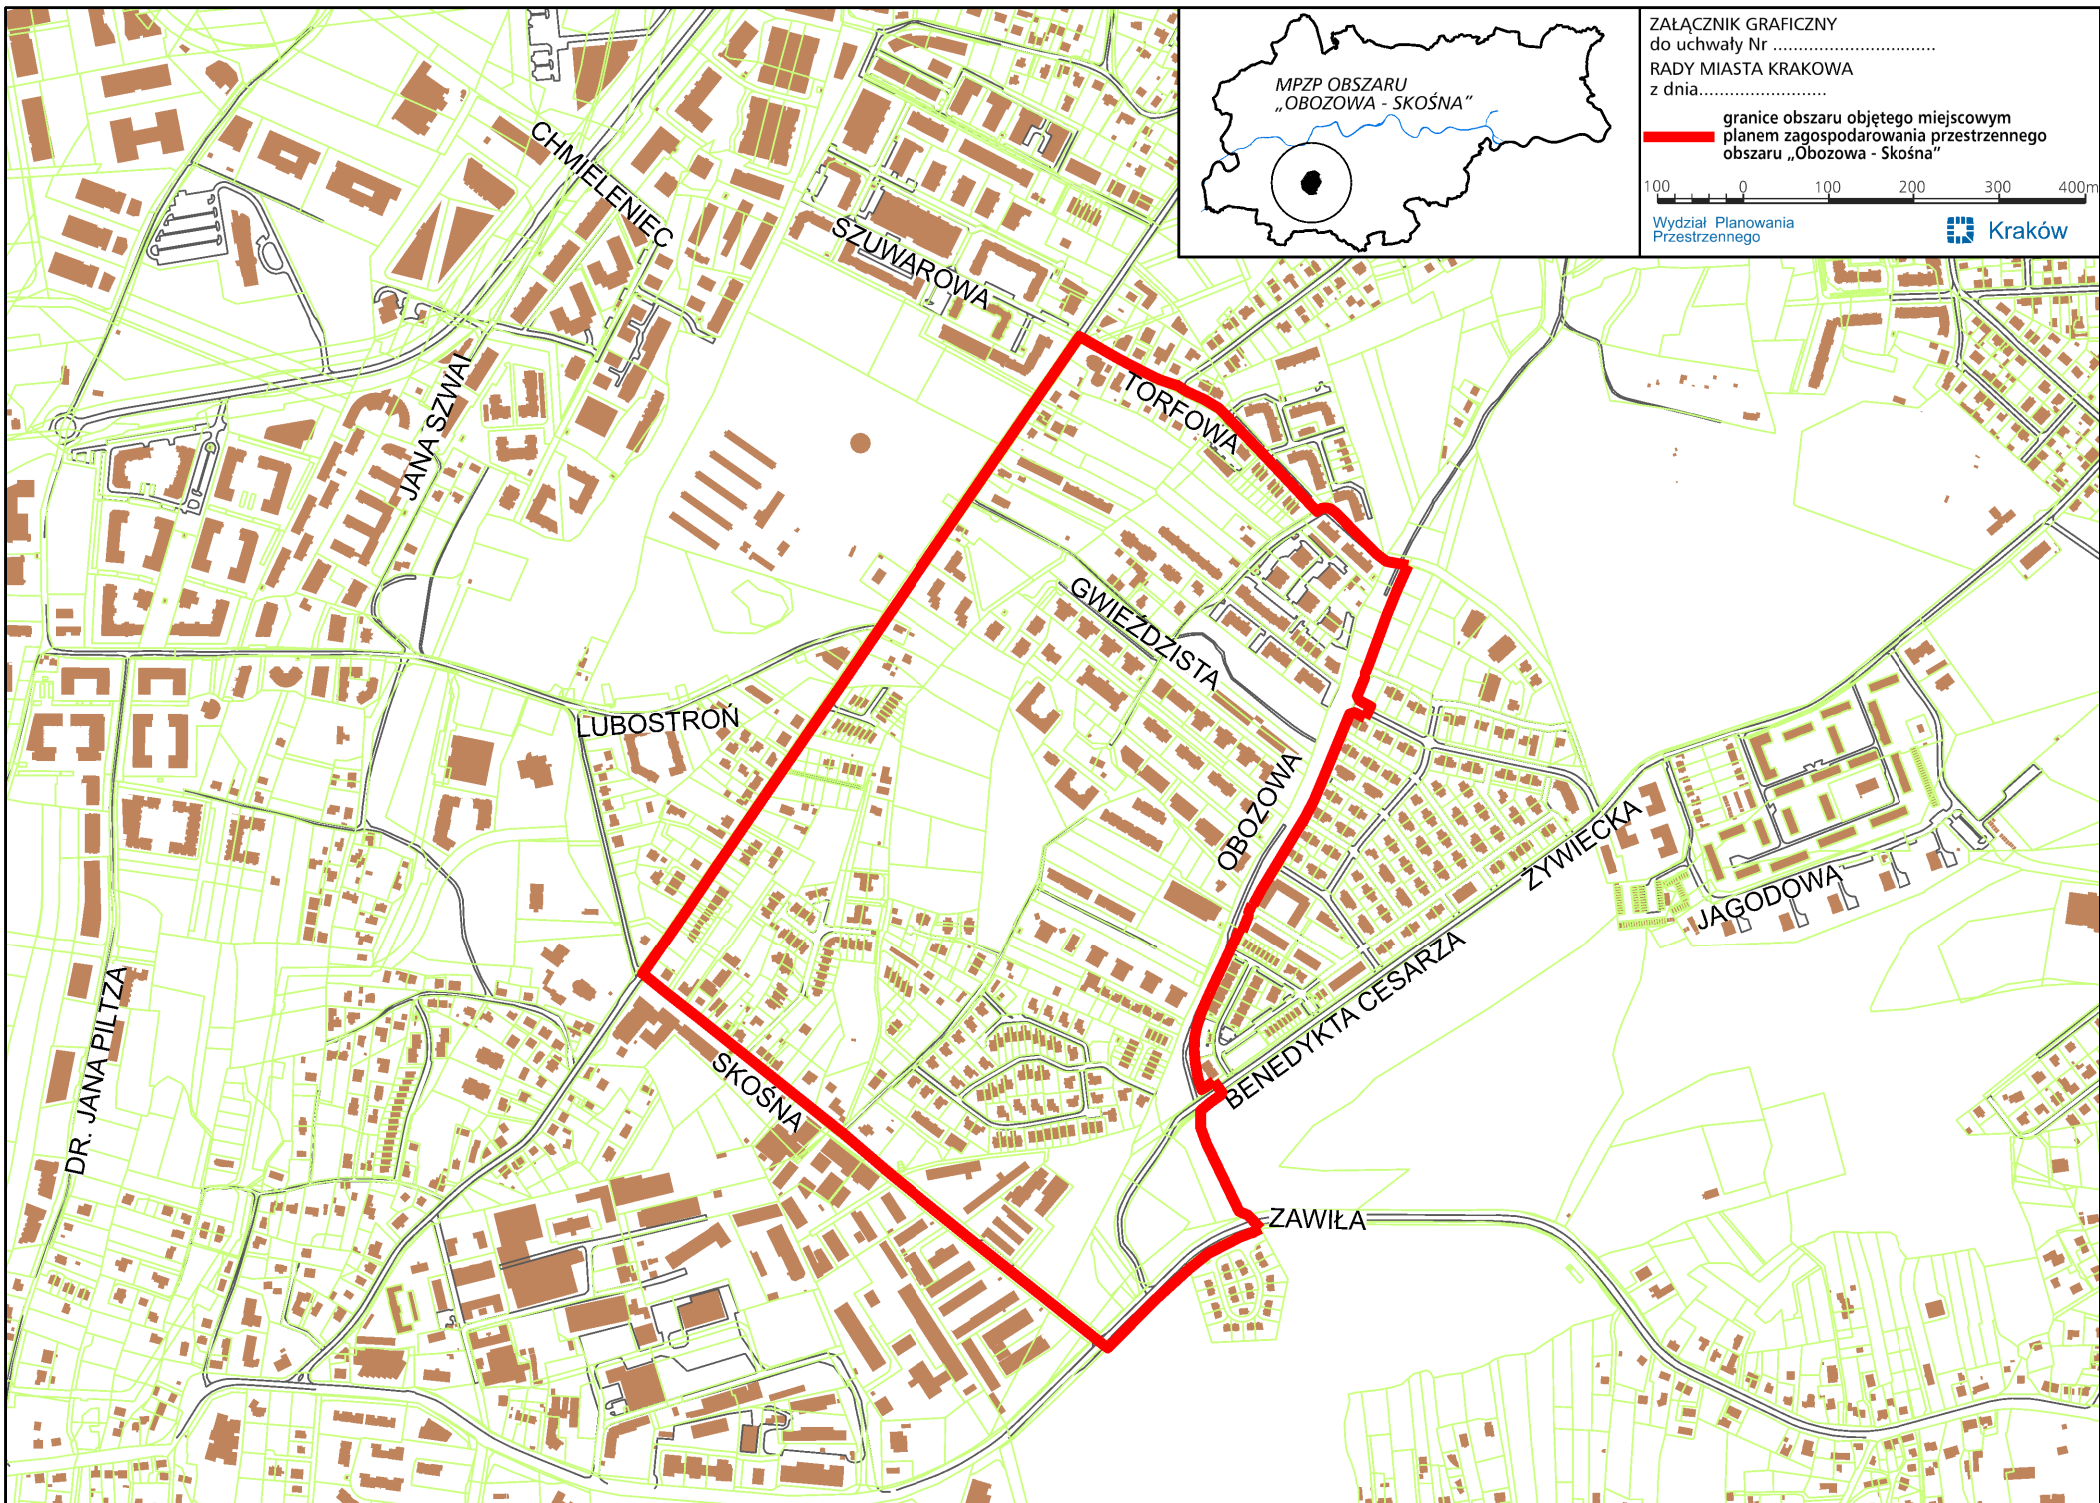 MPZP OBSZARU
„OBOZOWA - SKOŚNA”
ZAŁĄCZNIK GRAFICZNY
do uchwały Nr ................................
RADY MIASTA KRAKOWA
z dnia.........................
granice obszaru objętego miejscowym
planem zagospodarowania przestrzennego
obszaru „Obozowa - Skośna”
100 0 100 200 300 400m
Wydział Planowania
Przestrzennego
Kraków
CHMIELENIEC
SZUWAROWA
JANA SZWAI
TORFOWA
GWIEŹDZISTA
LUBOSTROŃ
OBOZOWA
ŻYWIECKA
JAGODOWA
BENEDYKTA CESARZA
DR. JANA PILTZA
SKOŚNA
ZAWIŁA